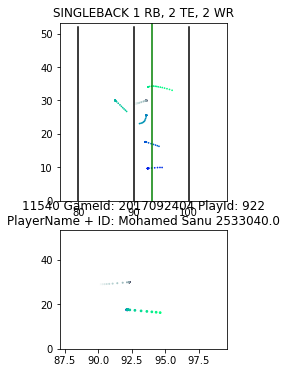 SINGLEBACK 1 RB, 2 TE, 2 WR
50
40
30
20
10
0
80 90 100
11540 GameId: 2017092404 PlayId: 922
PlayerName + ID: Mohamed Sanu 2533040.0
40
20
0
87.5 90.0 92.5 95.0 97.5